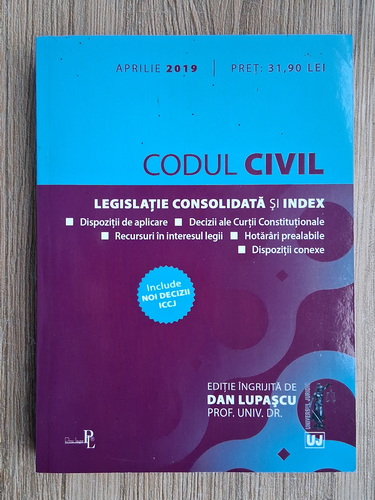 APRILIE 2019 | PREȚ: 31,90 LEI
CODUL CIVIL
LEGISLAȚIE CONSOLIDATĂ ȘI INDEX
■ Dispoziții de aplicare ■ Decizii ale Curții Constituționale
■ Recursuri în interesul legii ■ Hotărâri prealabile
■ Dispoziții conexe
Include
NOI DECIZII
ICCJ
EDIȚIE ÎNGRIJITĂ DE
DAN LUPAȘCU
PROF. UNIV. DR.
UJ